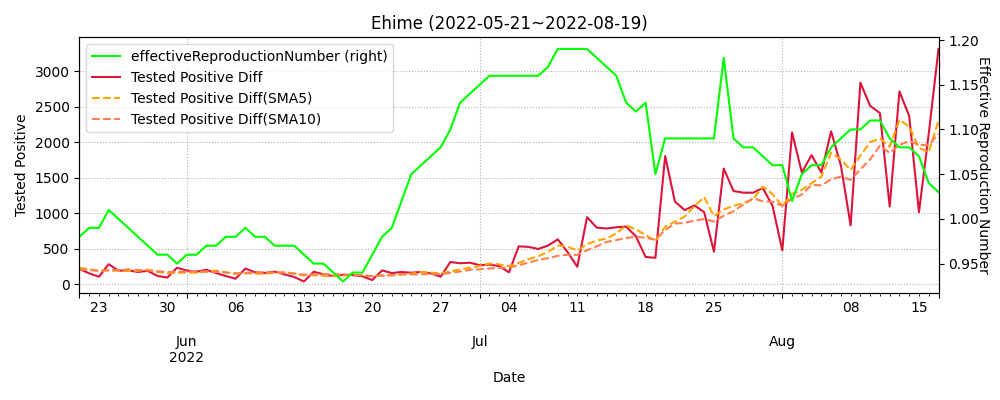 Ehime (2022-05-21~2022-08-19)
effectiveReproductionNumber (right)
Tested Positive Diff
Tested Positive Diff(SMA5)
Tested Positive Diff(SMA10)
Tested Positive
3000
2500
2000
1500
1000
500
0
1.20
1.15
1.10
1.05
1.00
0.95
Effective Reproduction Number
23
30
06
13
20
27
04
11
18
25
08
15
Jun
2022
Jul
Aug
Date